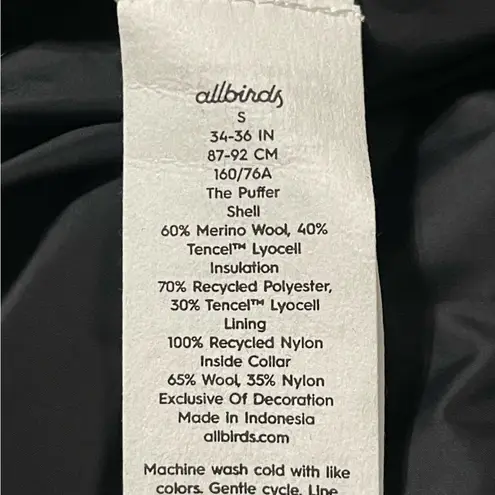 allbirds
S
34-36 IN
87-92 CM
160/76A
The Puffer
Shell
60% Merino Wool, 40%
Tencel™ Lyocell
Insulation
70% Recycled Polyester,
30% Tencel™ Lyocell
Lining
100% Recycled Nylon
Inside Collar
65% Wool, 35% Nylon
Exclusive Of Decoration
Made in Indonesia
allbirds.com
Machine wash cold with like
colors. Gentle cycle. Line